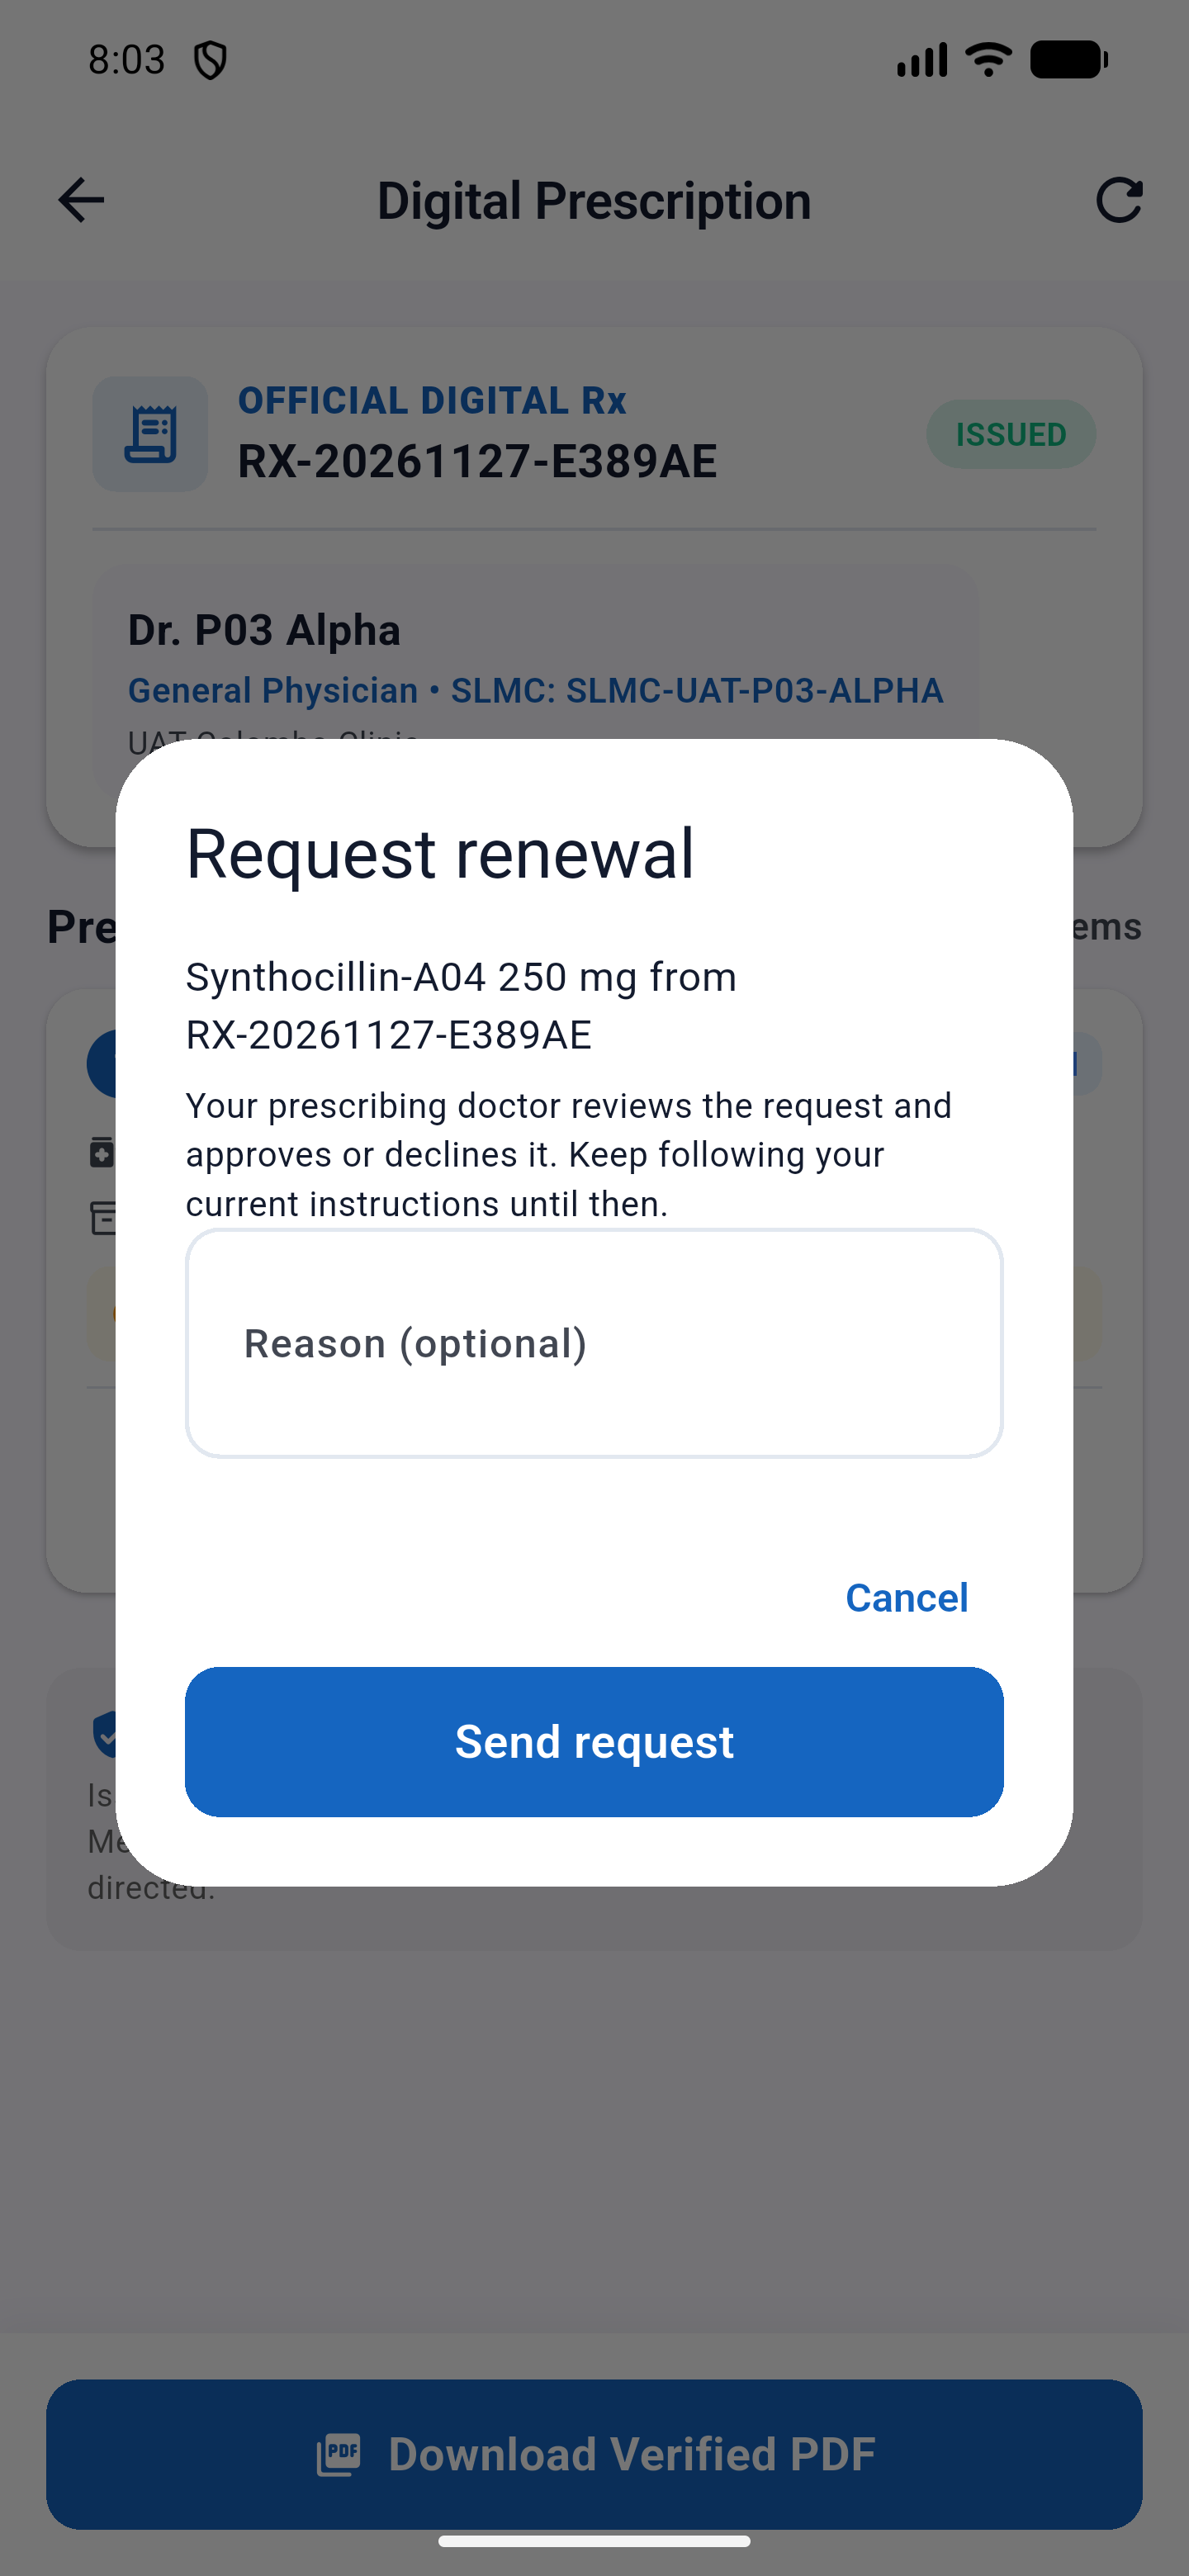 8:03
Digital Prescription
OFFICIAL DIGITAL Rx
RX-20261127-E389AE
ISSUED
Dr. P03 Alpha
General Physician • SLMC: SLMC-UAT-P03-ALPHA
Request renewal
Synthocillin-A04 250 mg from
RX-20261127-E389AE
Your prescribing doctor reviews the request and
approves or declines it. Keep following your
current instructions until then.
Reason (optional)
Cancel
Send request
directed.
PDF Download Verified PDF